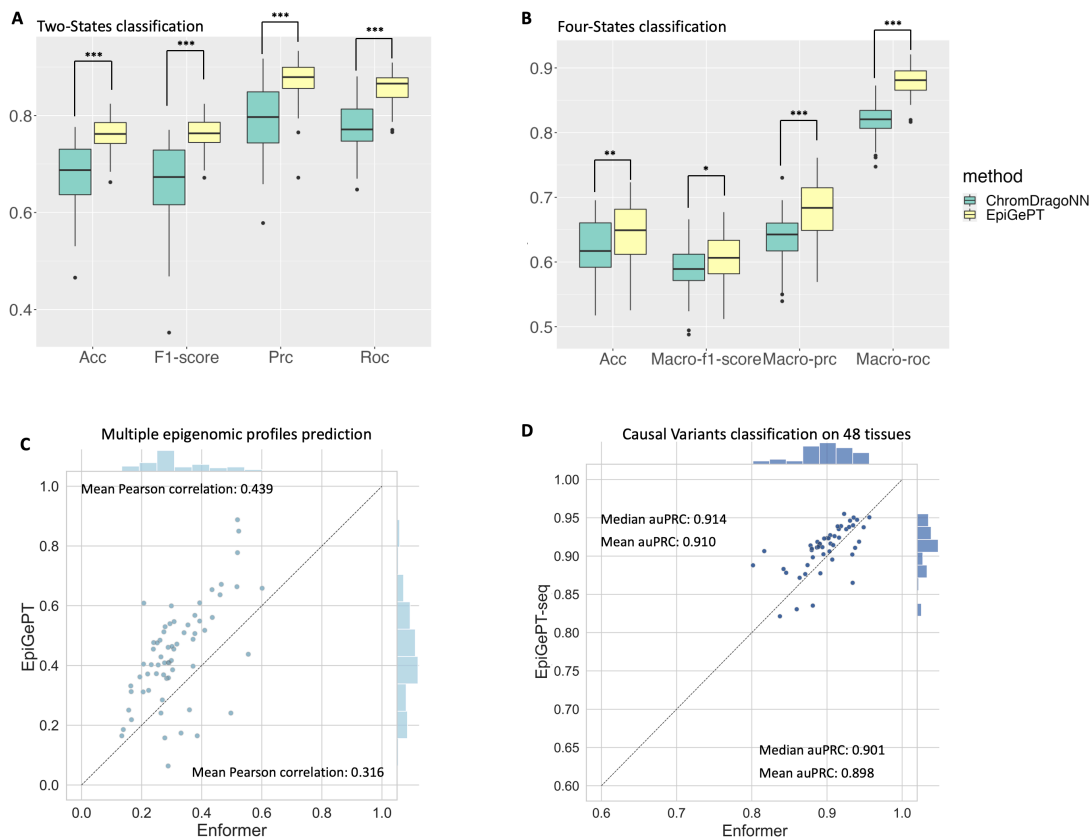 A
Two-States classification
***
***
***
***
0.8
0.6
0.4
Acc
F1-score
Prc
Roc
B
Four-States classification
**
*
***
***
0.9
0.8
0.7
0.6
0.5
Acc
Macro-f1-score
Macro-prc
Macro-roc
method
ChromDragoNN
EpiGePT
C
Multiple epigenomic profiles prediction
Mean Pearson correlation: 0.439
Mean Pearson correlation: 0.316
1.0
0.8
0.6
0.4
0.2
0.0
EpiGePT
0.0
0.2
0.4
0.6
0.8
1.0
Enformer
D
Causal Variants classification on 48 tissues
Median auPRC: 0.914
Mean auPRC: 0.910
Median auPRC: 0.901
Mean auPRC: 0.898
1.00
0.95
0.90
0.85
0.80
0.75
0.70
0.65
0.60
EpiGePT-seq
0.6
0.7
0.8
0.9
1.0
Enformer